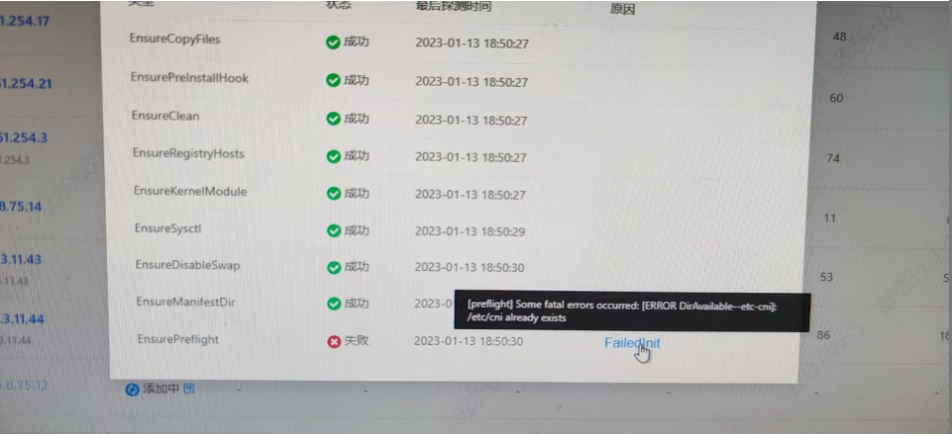 类型 状态 最后探测时间 原因
1.254.17
EnsureCopyFiles 成功 2023-01-13 18:50:27 48
51.254.21 EnsurePreInstallHook 成功 2023-01-13 18:50:27
60
EnsureClean 成功 2023-01-13 18:50:27
51.254.3
EnsureRegistryHosts 成功 2023-01-13 18:50:27 74
1.254.3
EnsureKernelModule 成功 2023-01-13 18:50:27
8.75.14 11
EnsureSysctl 成功 2023-01-13 18:50:29
3.11.43 EnsureDisableSwap 成功 2023-01-13 18:50:30
3.11.43 53 5
EnsureManifestDir 成功 2023-0
[preflight] Some fatal errors occurred: [ERROR DirAvailable--etc-cni]:
/etc/cni already exists
.3.11.44
3.11.44 EnsurePreflight 失败 2023-01-13 18:50:30 FailedInit 86 18
.8.75.12 添加中 - - - - -